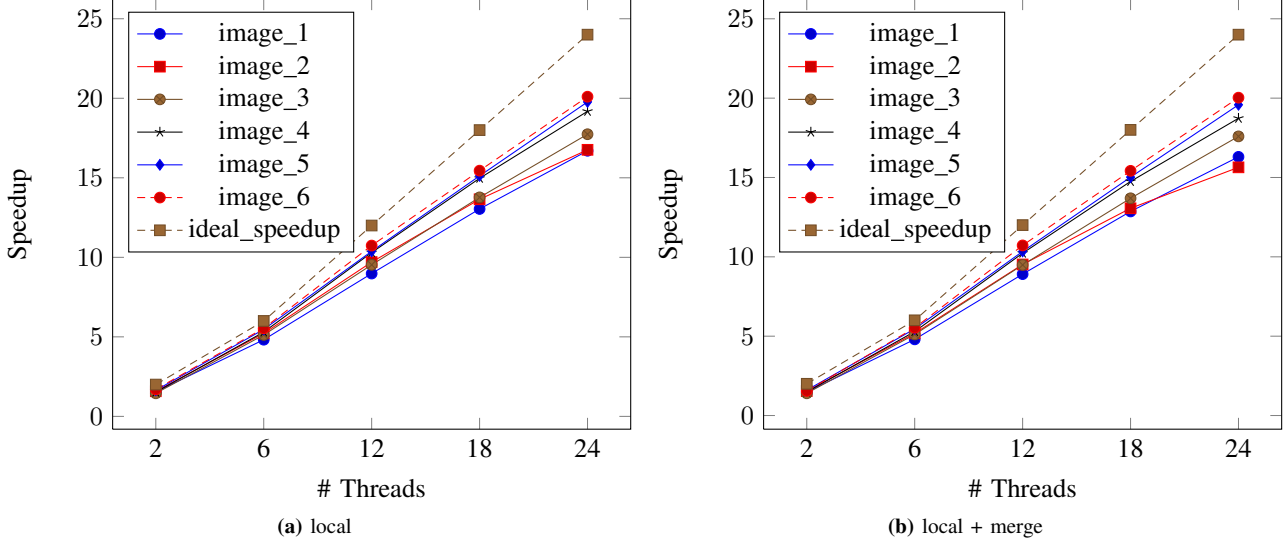 25
20
15
10
5
0
Speedup
image_1
image_2
image_3
image_4
image_5
image_6
ideal_speedup
2 6 12 18 24
# Threads
(a) local
25
20
15
10
5
0
Speedup
image_1
image_2
image_3
image_4
image_5
image_6
ideal_speedup
2 6 12 18 24
# Threads
(b) local + merge